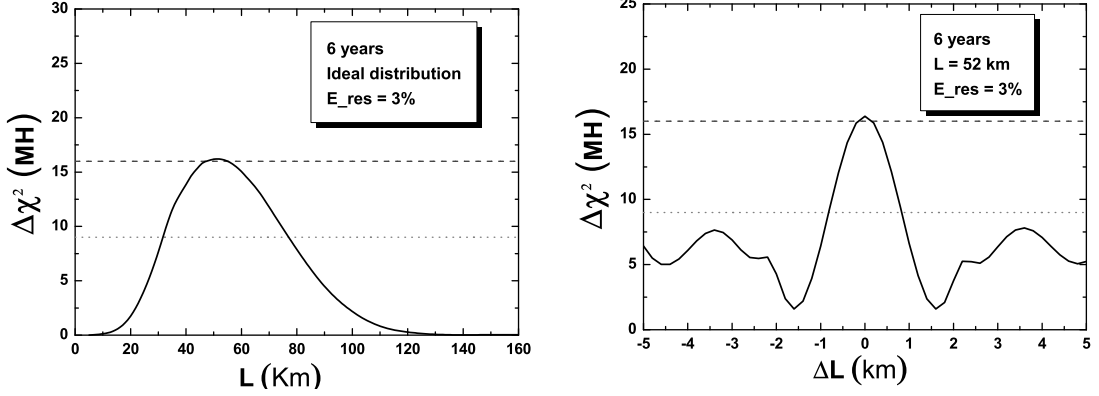 30
25
20
15
10
5
0
Δχ² (MH)
6 years
Ideal distribution
E_res = 3%
0 20 40 60 80 100 120 140 160
L (Km)
25
20
15
10
5
0
Δχ² (MH)
6 years
L = 52 km
E_res = 3%
-5 -4 -3 -2 -1 0 1 2 3 4 5
ΔL (km)